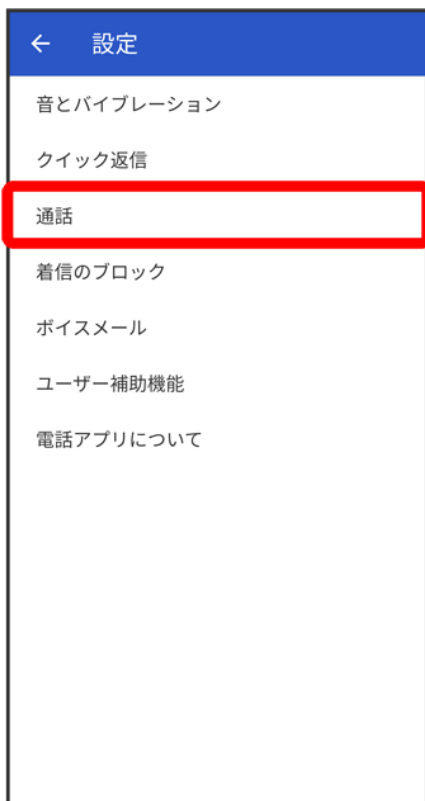 設定
音とバイブレーション
クイック返信
通話
着信のブロック
ボイスメール
ユーザー補助機能
電話アプリについて